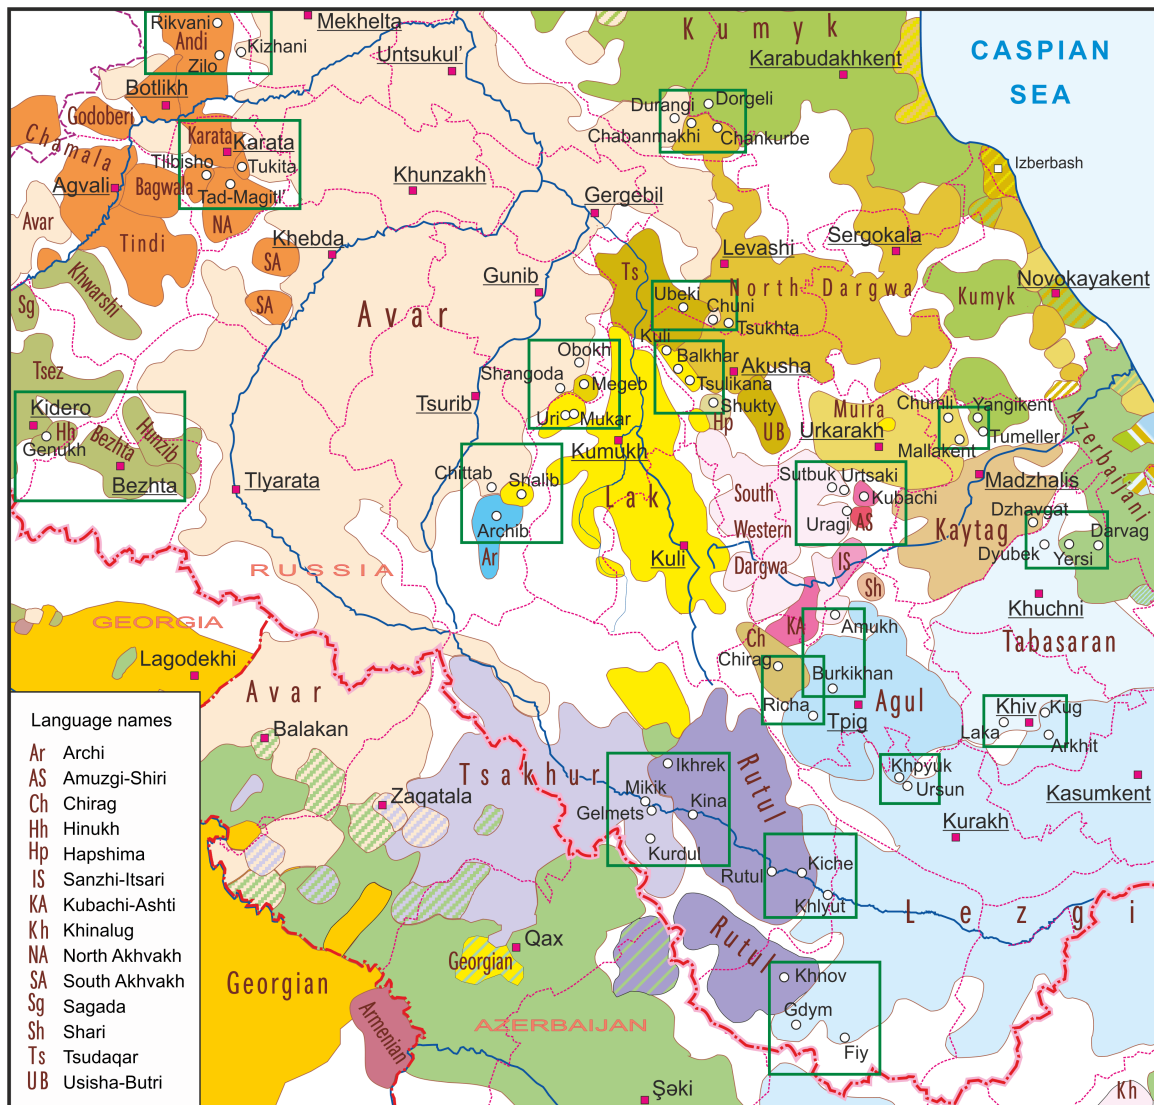 Rikvani
Andi
Zilo
Kizhani
Mekhelta
Untsukul’
Kumyk
Karabudakhkent
CASPIAN
SEA
Botlikh
Godoberi
Chamala
Karata
Karata
Tlibisho
Tukita
Tad-Magitl’
Bagwala
Agvali
Avar
Tindi
NA
Khunzakh
Durangi
Dorgeli
Chabanmakhi
Chankurbe
Izberbash
Gergebil
Khebda
SA
SA
Khwarshi
Sg
Gunib
Avar
Ts
Levashi
Sergokala
North Dargwa
Kumyk
Novokayakent
Ubeki
Chuni
Tsukhta
Kuli
Balkhar
Akusha
Tsulikana
Shukty
Hp
UB
Obokh
Shangoda
Megeb
Uri
Mukar
Tsurib
Kumukh
Tsez
Kidero
Genukh
Hh
Bezhta
Hunzib
Bezhta
Tlyarata
Chittab
Shalib
Archib
Ar
Lak
Kuli
Muira
Urkarakh
Chumli
Yangikent
Mallakent
Tumeller
Azerbaijani
Madzhalis
South
Western
Dargwa
Sutbuk
Urtsaki
Kubachi
Uragi
AS
IS
Sh
KA
Kaytag
Dzhavgat
Dyubek
Yersi
Darvag
Khuchni
Tabasaran
RUSSIA
GEORGIA
Lagodekhi
Avar
Balakan
Zaqatala
Ch
Chirag
Amukh
Burkikhan
Richa
Agul
Tpig
Khiv
Kug
Laka
Arkhit
Khpyuk
Ursun
Kasumkent
Kurakh
Tsakhur
Ikhrek
Mikik
Gelmets
Kina
Kurdul
Rutul
Rutul
Kiche
Khlyut
Lezgi
Rutul
Khnov
Gdym
Fiy
Qax
Georgian
Georgian
Armenian
AZERBAIJAN
Şəki
Kh
Language names
Ar Archi
AS Amuzgi-Shiri
Ch Chirag
Hh Hinukh
Hp Hapshima
IS Sanzhi-Itsari
KA Kubachi-Ashti
Kh Khinalug
NA North Akhvakh
SA South Akhvakh
Sg Sagada
Sh Shari
Ts Tsudaqar
UB Usisha-Butri